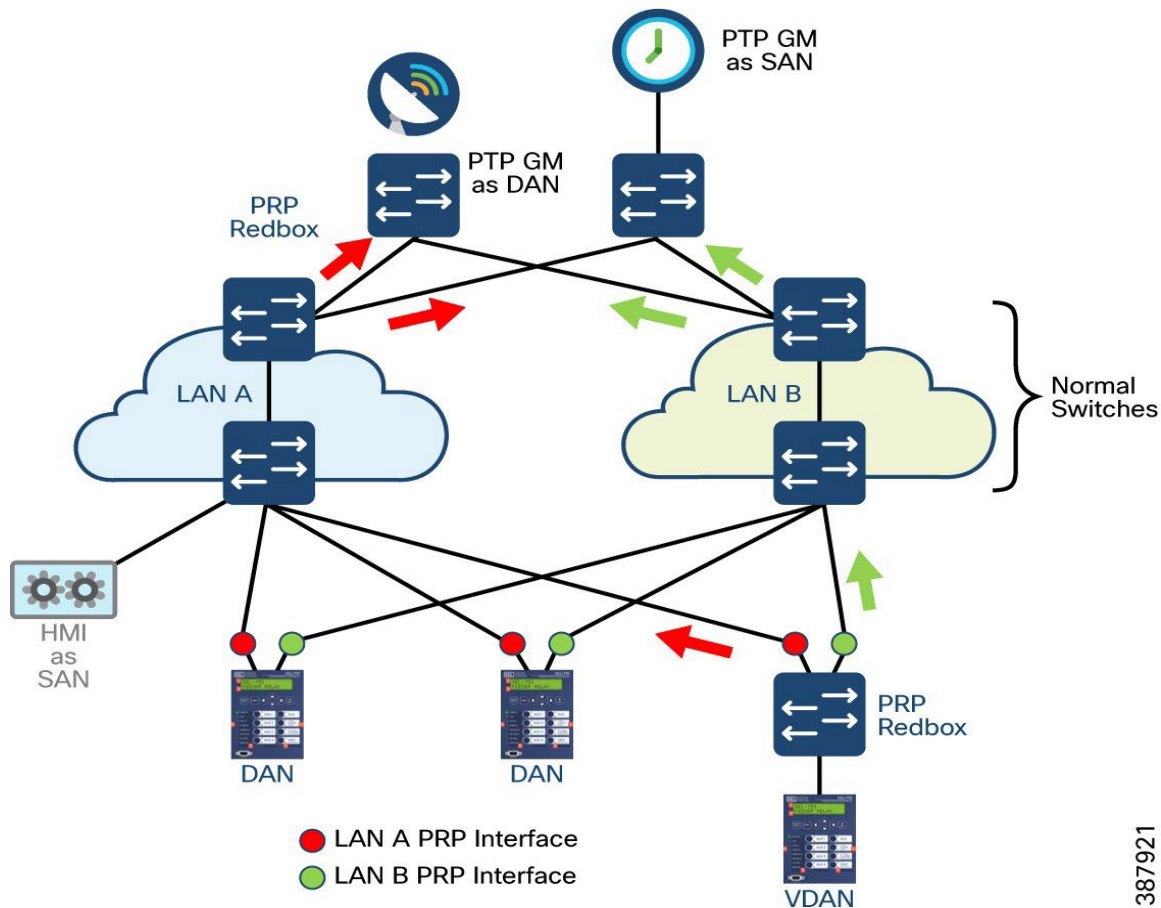 PTP GM
as SAN
PTP GM
as DAN
PRP
Redbox
LAN A
LAN B
Normal
Switches
HMI
as
SAN
DAN
DAN
PRP
Redbox
LAN A PRP Interface
LAN B PRP Interface
VDAN
387921